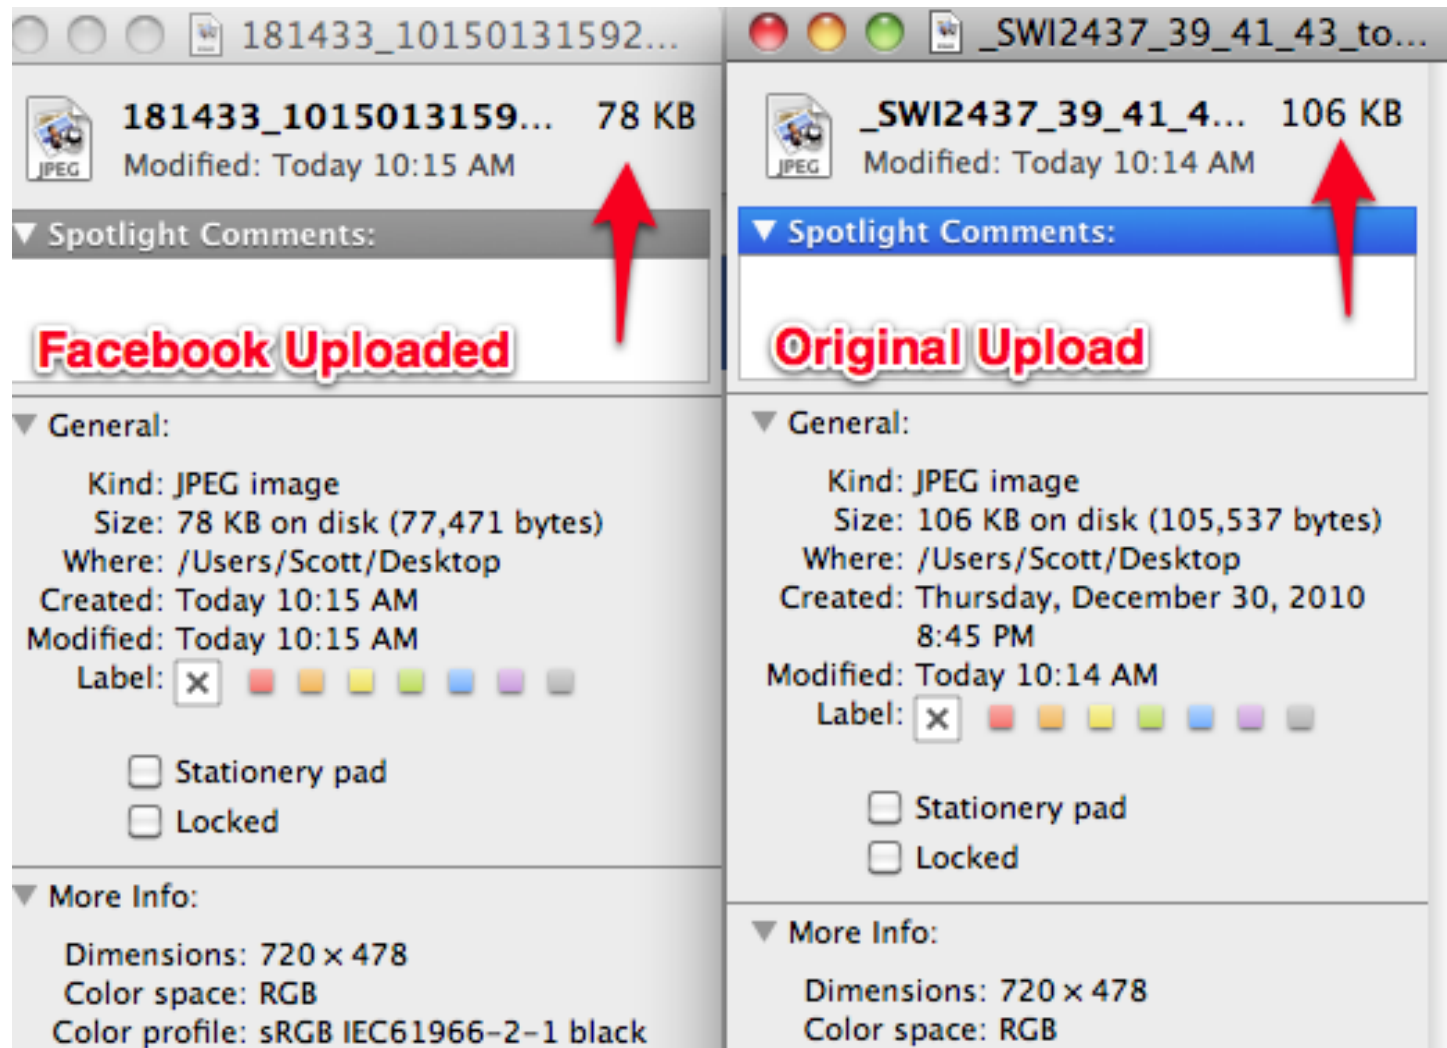 181433_10150131592...
181433_1015013159... 78 KB
JPEG
Modified: Today 10:15 AM
Spotlight Comments:
Facebook Uploaded
General:
Kind: JPEG image
Size: 78 KB on disk (77,471 bytes)
Where: /Users/Scott/Desktop
Created: Today 10:15 AM
Modified: Today 10:15 AM
Label:
Stationery pad
Locked
More Info:
Dimensions: 720 × 478
Color space: RGB
Color profile: sRGB IEC61966-2-1 black
_SWI2437_39_41_43_to...
_SWI2437_39_41_4... 106 KB
JPEG
Modified: Today 10:14 AM
Spotlight Comments:
Original Upload
General:
Kind: JPEG image
Size: 106 KB on disk (105,537 bytes)
Where: /Users/Scott/Desktop
Created: Thursday, December 30, 2010
8:45 PM
Modified: Today 10:14 AM
Label:
Stationery pad
Locked
More Info:
Dimensions: 720 × 478
Color space: RGB